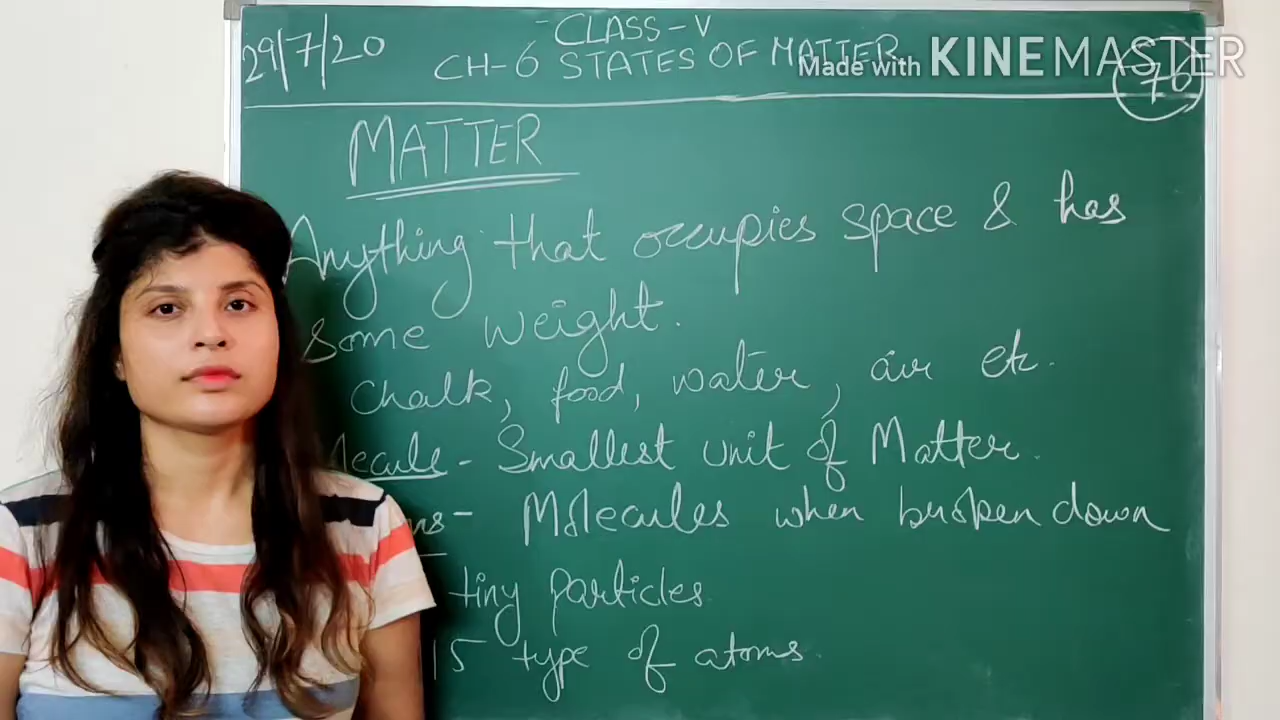 29/7/20
CLASS-V
CH-6 STATES OF MATTER
Made with KINEMASTER
76
MATTER
Anything that occupies space & has
some weight.
Chalk, food, water, air etc.
- Smallest unit of Matter.
- Molecules when broken down
tiny particles
type of atoms.